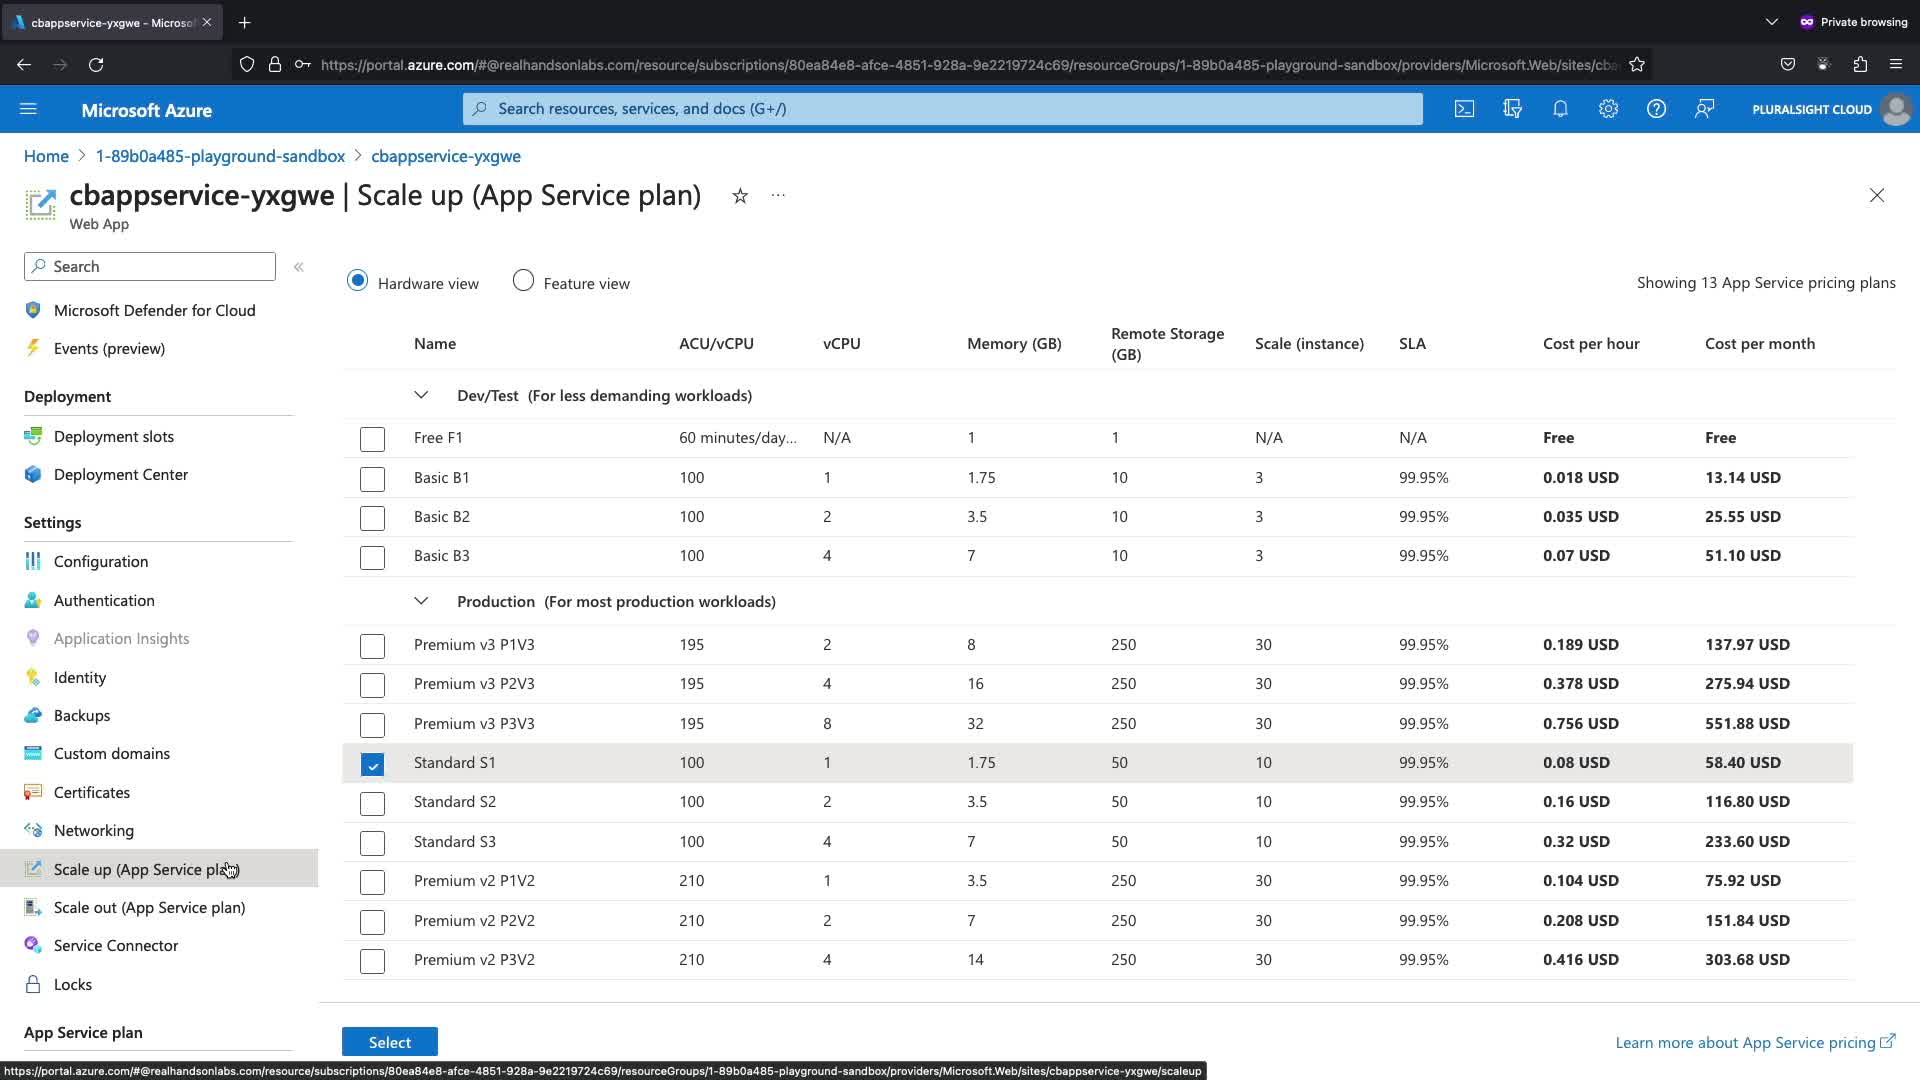 cbappservice-yxgwe - Microso
Private browsing
https://portal.azure.com/#@realhandsonlabs.com/resource/subscriptions/80ea84e8-afce-4851-928a-9e2219724c69/resourceGroups/1-89b0a485-playground-sandbox/providers/Microsoft.Web/sites/cba
Microsoft Azure
Search resources, services, and docs (G+/)
PLURALSIGHT CLOUD
Home > 1-89b0a485-playground-sandbox > cbappservice-yxgwe
cbappservice-yxgwe | Scale up (App Service plan) ...
Web App
Search
Microsoft Defender for Cloud
Events (preview)
Deployment
Deployment slots
Deployment Center
Settings
Configuration
Authentication
Application Insights
Identity
Backups
Custom domains
Certificates
Networking
Scale up (App Service plan)
Scale out (App Service plan)
Service Connector
Locks
App Service plan
Hardware view Feature view Showing 13 App Service pricing plans
Name ACU/vCPU vCPU Memory (GB) Remote Storage (GB) Scale (instance) SLA Cost per hour Cost per month
Dev/Test (For less demanding workloads)
Free F1 60 minutes/day... N/A 1 1 N/A N/A Free Free
Basic B1 100 1 1.75 10 3 99.95% 0.018 USD 13.14 USD
Basic B2 100 2 3.5 10 3 99.95% 0.035 USD 25.55 USD
Basic B3 100 4 7 10 3 99.95% 0.07 USD 51.10 USD
Production (For most production workloads)
Premium v3 P1V3 195 2 8 250 30 99.95% 0.189 USD 137.97 USD
Premium v3 P2V3 195 4 16 250 30 99.95% 0.378 USD 275.94 USD
Premium v3 P3V3 195 8 32 250 30 99.95% 0.756 USD 551.88 USD
Standard S1 100 1 1.75 50 10 99.95% 0.08 USD 58.40 USD
Standard S2 100 2 3.5 50 10 99.95% 0.16 USD 116.80 USD
Standard S3 100 4 7 50 10 99.95% 0.32 USD 233.60 USD
Premium v2 P1V2 210 1 3.5 250 30 99.95% 0.104 USD 75.92 USD
Premium v2 P2V2 210 2 7 250 30 99.95% 0.208 USD 151.84 USD
Premium v2 P3V2 210 4 14 250 30 99.95% 0.416 USD 303.68 USD
Select
Learn more about App Service pricing
https://portal.azure.com/#@realhandsonlabs.com/resource/subscriptions/80ea84e8-afce-4851-928a-9e2219724c69/resourceGroups/1-89b0a485-playground-sandbox/providers/Microsoft.Web/sites/cbappservice-yxgwe/scaleup